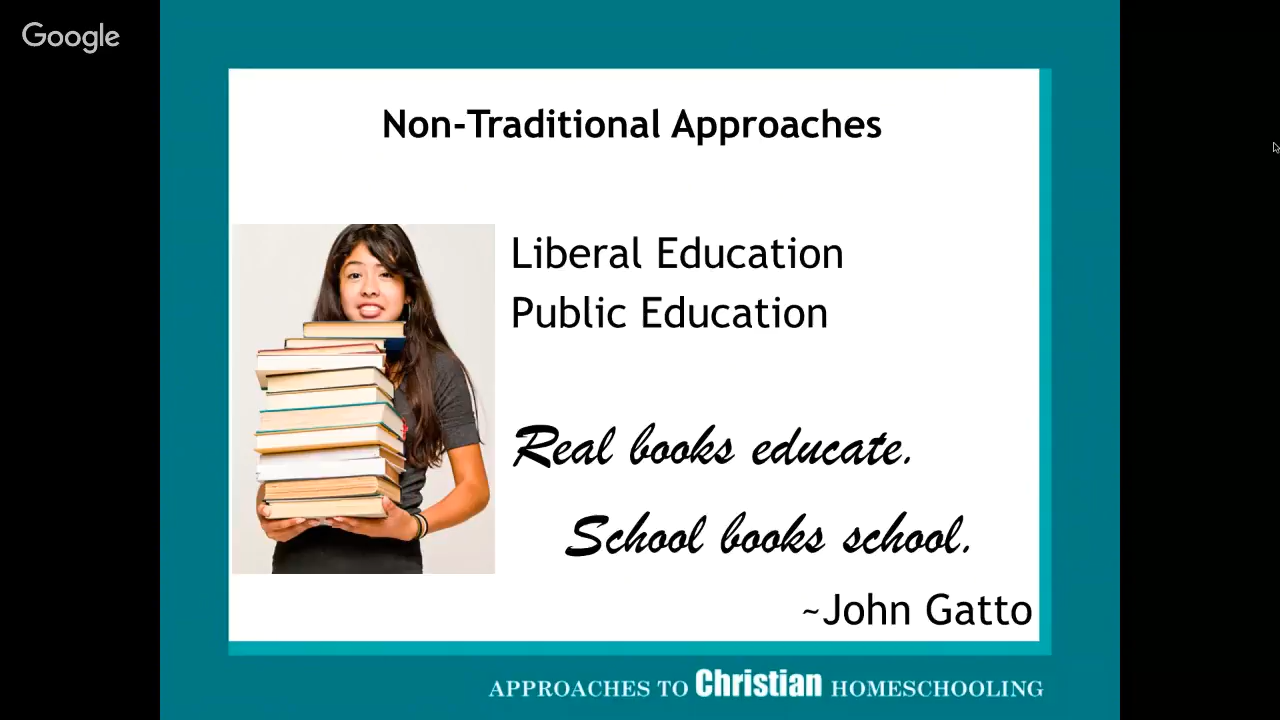 Google
Non-Traditional Approaches
Liberal Education
Public Education
Real books educate.
School books school.
~John Gatto
APPROACHES TO Christian HOMESCHOOLING